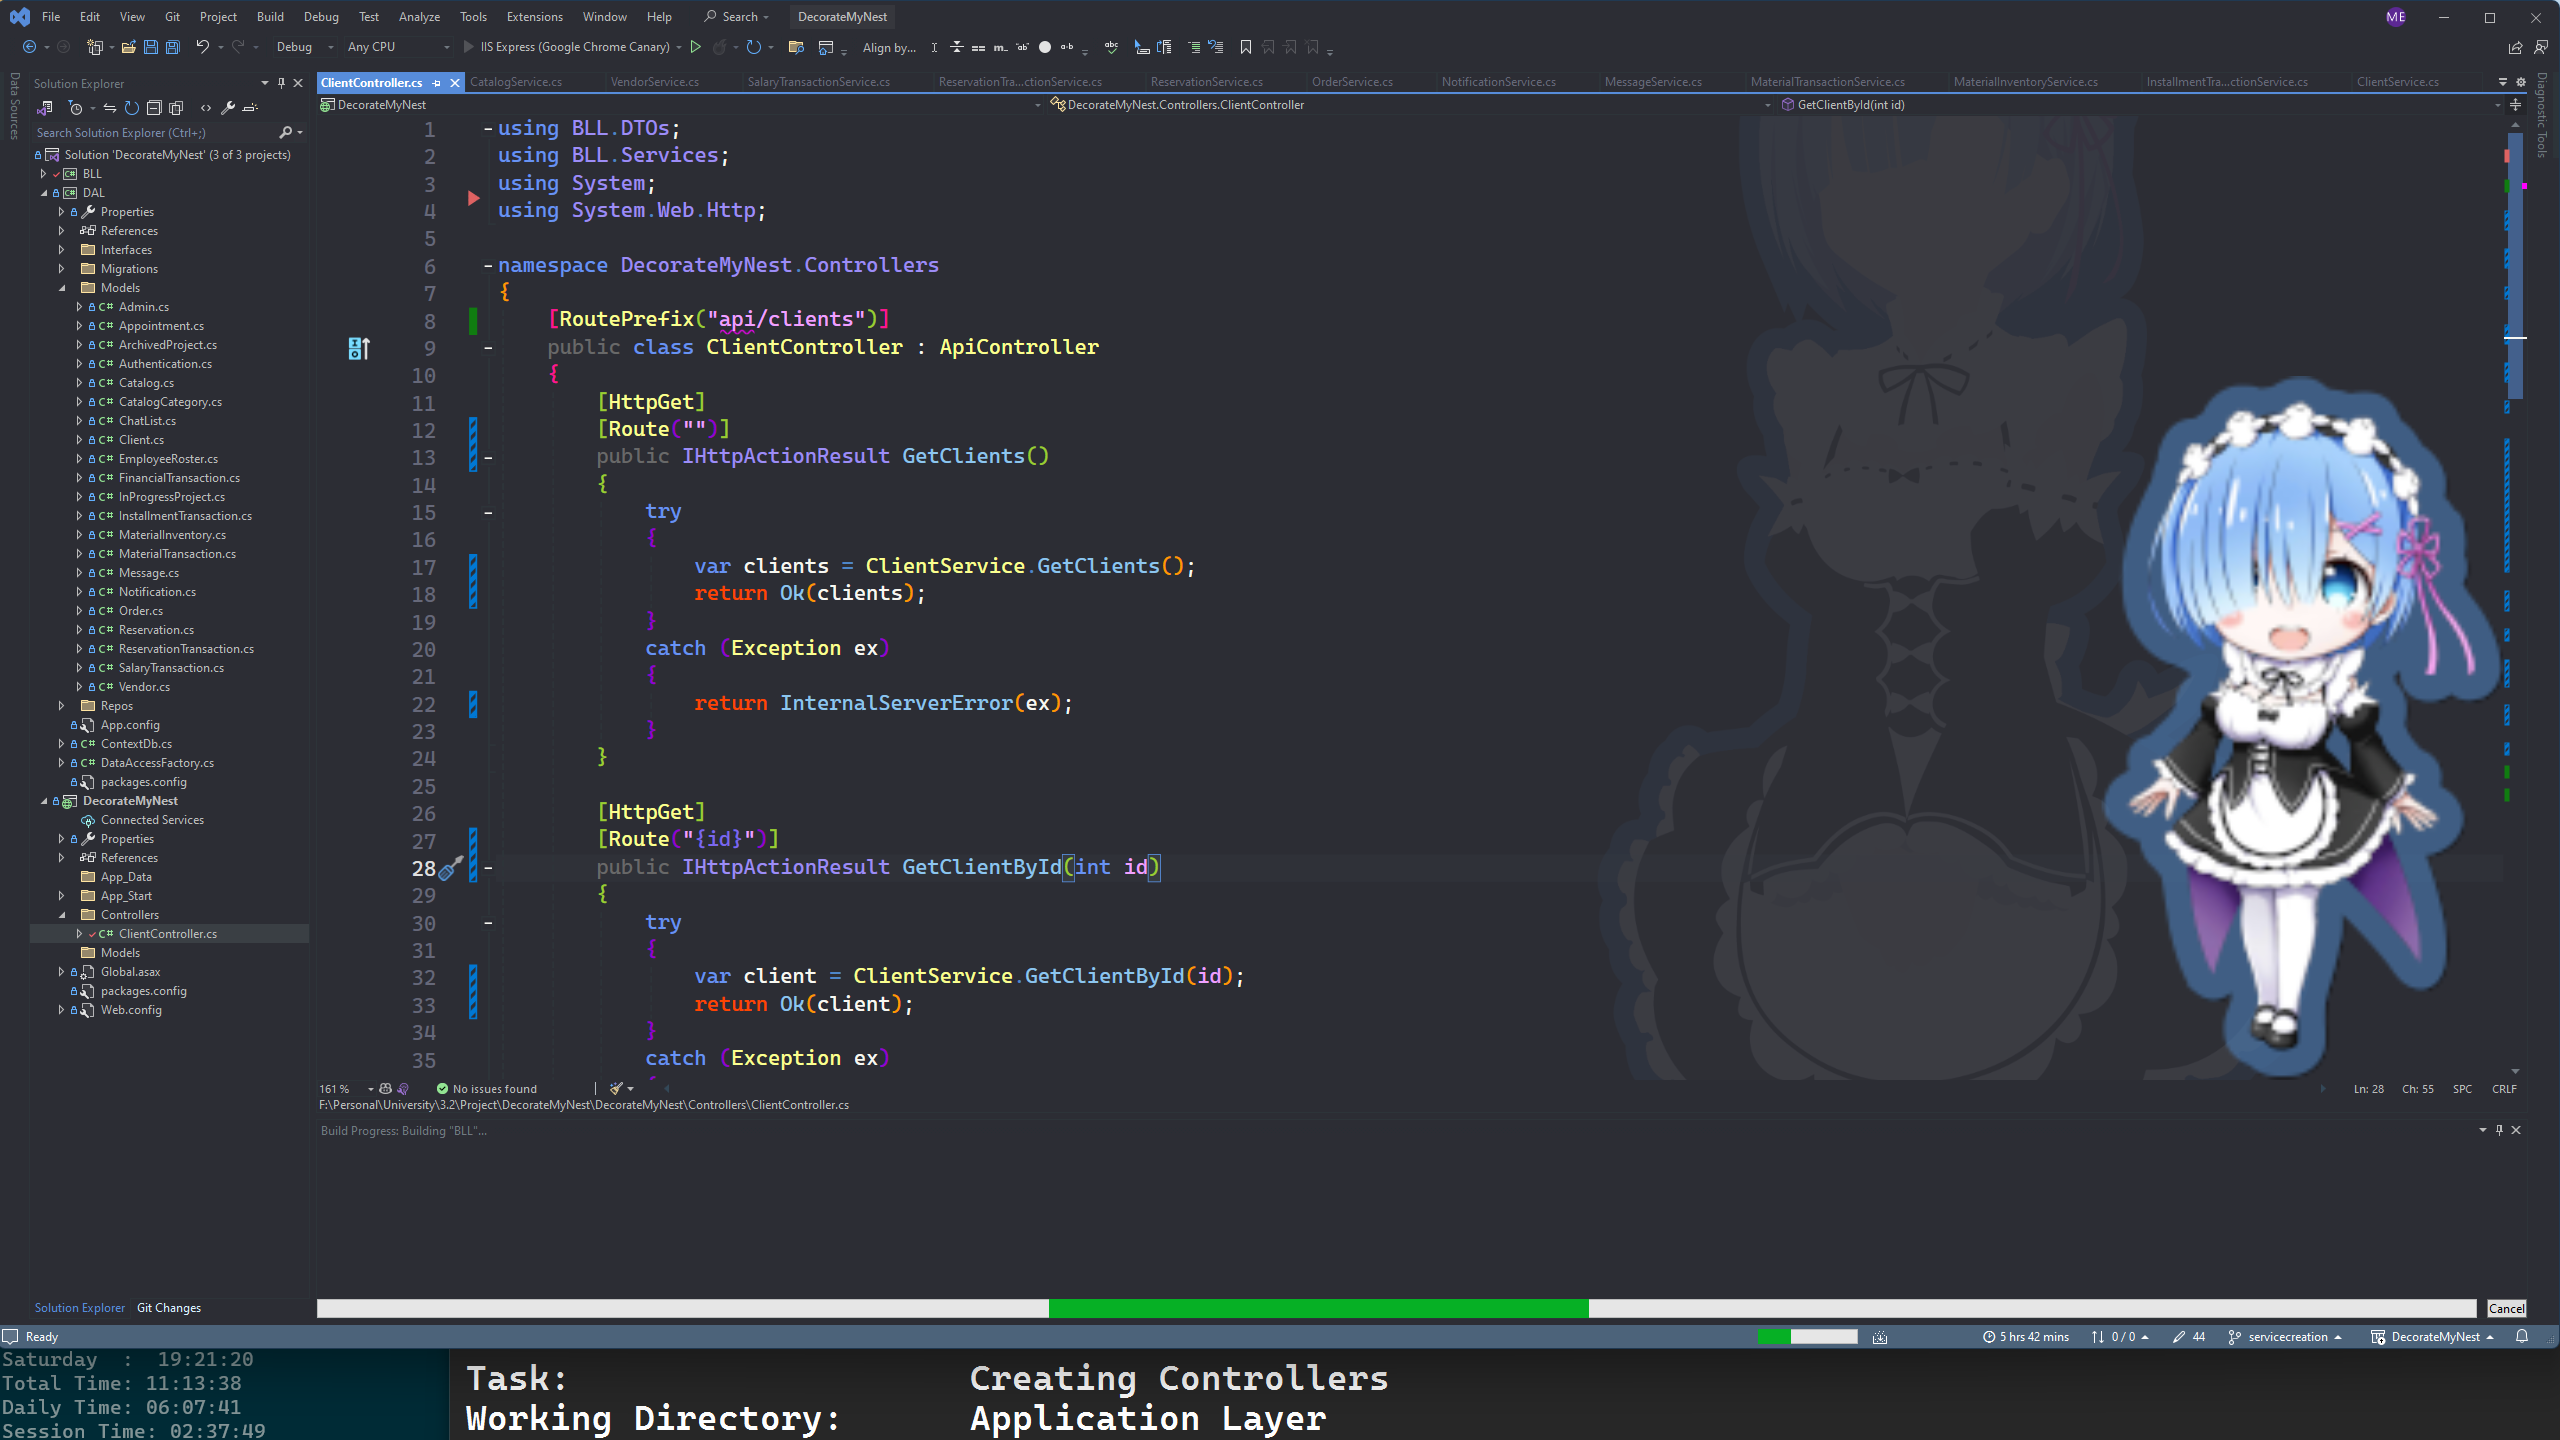 File Edit View Git Project Build Debug Test Analyze Tools Extensions Window Help Search DecorateMyNest ME
Debug Any CPU IIS Express (Google Chrome Canary) Align by...
Data Sources
Solution Explorer
Search Solution Explorer (Ctrl+;)
Solution 'DecorateMyNest' (3 of 3 projects)
BLL
DAL
Properties
References
Interfaces
Migrations
Models
C# Admin.cs
C# Appointment.cs
C# ArchivedProject.cs
C# Authentication.cs
C# Catalog.cs
C# CatalogCategory.cs
C# ChatList.cs
C# Client.cs
C# EmployeeRoster.cs
C# FinancialTransaction.cs
C# InProgressProject.cs
C# InstallmentTransaction.cs
C# MaterialInventory.cs
C# MaterialTransaction.cs
C# Message.cs
C# Notification.cs
C# Order.cs
C# Reservation.cs
C# ReservationTransaction.cs
C# SalaryTransaction.cs
C# Vendor.cs
Repos
App.config
C# ContextDb.cs
C# DataAccessFactory.cs
packages.config
DecorateMyNest
Connected Services
Properties
References
App_Data
App_Start
Controllers
C# ClientController.cs
Models
Global.asax
packages.config
Web.config
Solution Explorer Git Changes
ClientController.cs CatalogService.cs VendorService.cs SalaryTransactionService.cs ReservationTra...ctionService.cs ReservationService.cs OrderService.cs NotificationService.cs MessageService.cs MaterialTransactionService.cs MaterialInventoryService.cs InstallmentTra...ctionService.cs ClientService.cs
DecorateMyNest DecorateMyNest.Controllers.ClientController GetClientById(int id)
Diagnostic Tools
1 using BLL.DTOs;
2 using BLL.Services;
3 using System;
4 using System.Web.Http;
5
6 namespace DecorateMyNest.Controllers
7 {
8 [RoutePrefix("api/clients")]
9 public class ClientController : ApiController
10 {
11 [HttpGet]
12 [Route("")]
13 public IHttpActionResult GetClients()
14 {
15 try
16 {
17 var clients = ClientService.GetClients();
18 return Ok(clients);
19 }
20 catch (Exception ex)
21 {
22 return InternalServerError(ex);
23 }
24 }
25
26 [HttpGet]
27 [Route("{id}")]
28 public IHttpActionResult GetClientById(int id)
29 {
30 try
31 {
32 var client = ClientService.GetClientById(id);
33 return Ok(client);
34 }
35 catch (Exception ex)
161 % No issues found Ln: 28 Ch: 55 SPC CRLF
F:\Personal\University\3.2\Project\DecorateMyNest\DecorateMyNest\Controllers\ClientController.cs
Build Progress: Building "BLL"...
Cancel
Ready 5 hrs 42 mins 0 / 0 44 servicecreation DecorateMyNest
Saturday : 19:21:20
Total Time: 11:13:38
Daily Time: 06:07:41
Session Time: 02:37:49
Task: Creating Controllers
Working Directory: Application Layer